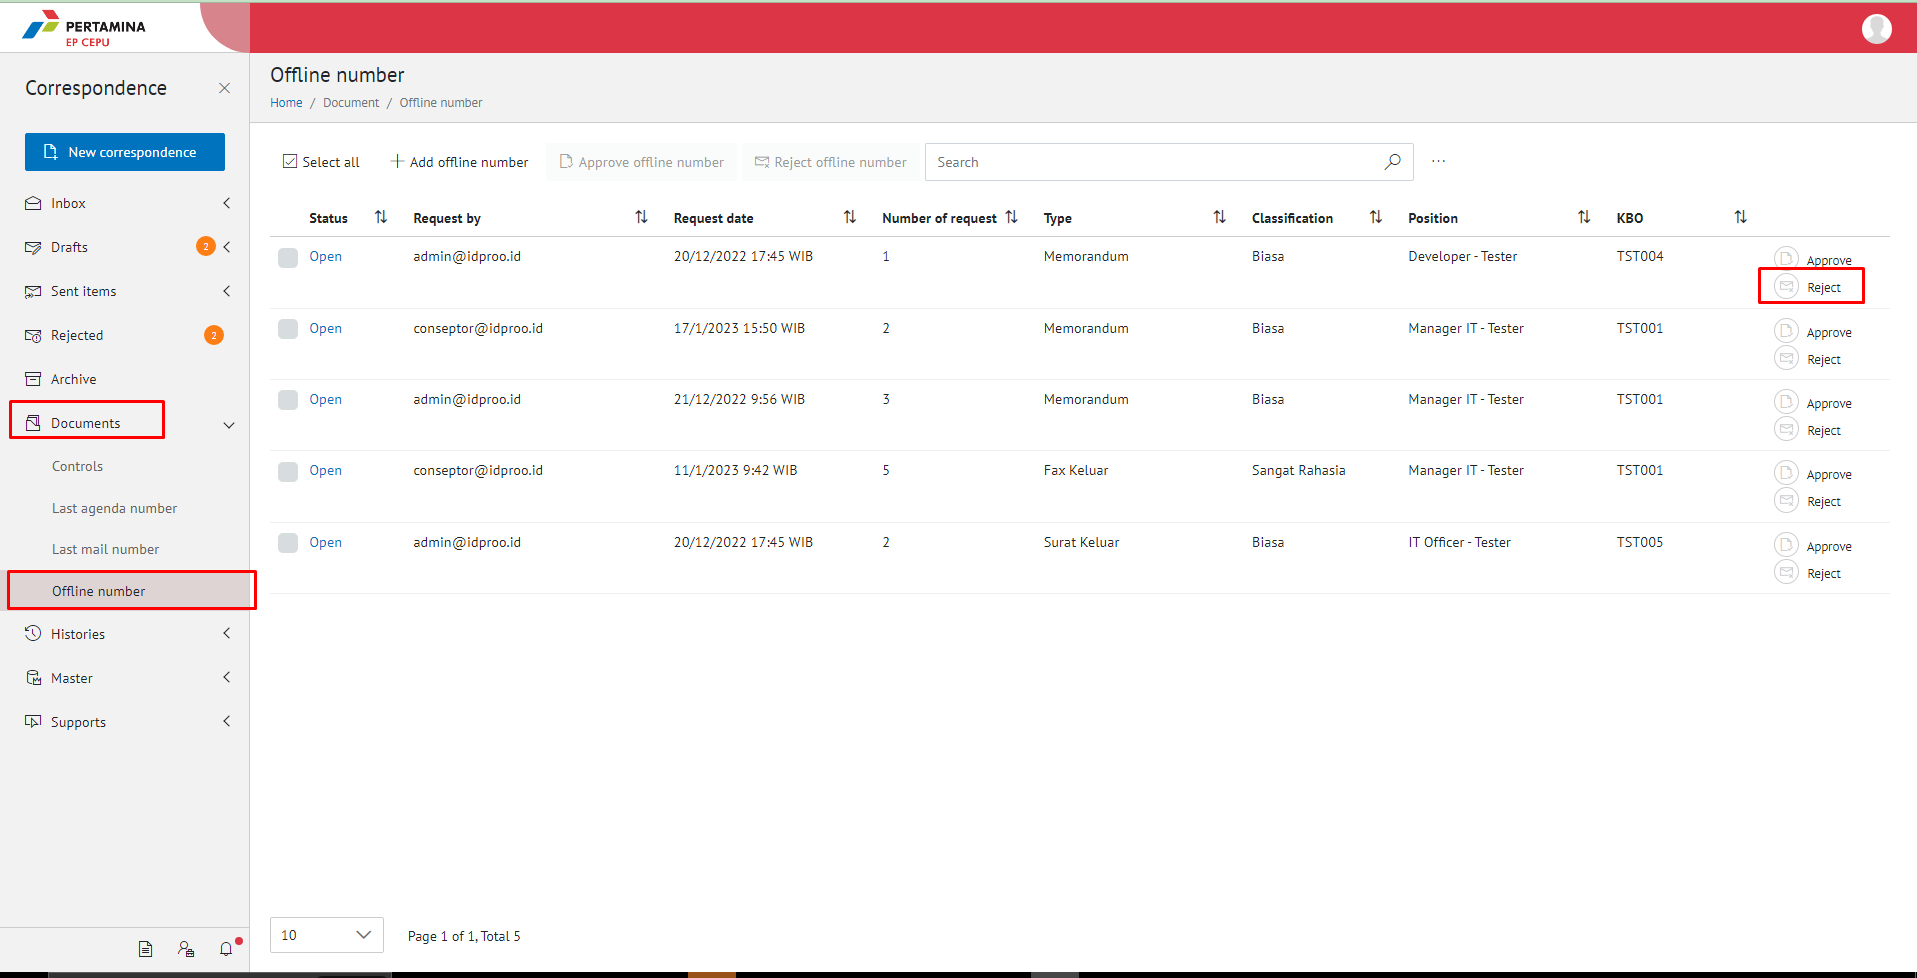 PERTAMINA
EP CEPU
Correspondence
New correspondence
Inbox
Drafts 2
Sent items
Rejected 2
Archive
Documents
Controls
Last agenda number
Last mail number
Offline number
Histories
Master
Supports
Offline number
Home / Document / Offline number
Select all Add offline number Approve offline number Reject offline number Search ...
Status Request by Request date Number of request Type Classification Position KBO
Open admin@idproo.id 20/12/2022 17:45 WIB 1 Memorandum Biasa Developer - Tester TST004 Approve
Reject
Open conseptor@idproo.id 17/1/2023 15:50 WIB 2 Memorandum Biasa Manager IT - Tester TST001 Approve
Reject
Open admin@idproo.id 21/12/2022 9:56 WIB 3 Memorandum Biasa Manager IT - Tester TST001 Approve
Reject
Open conseptor@idproo.id 11/1/2023 9:42 WIB 5 Fax Keluar Sangat Rahasia Manager IT - Tester TST001 Approve
Reject
Open admin@idproo.id 20/12/2022 17:45 WIB 2 Surat Keluar Biasa IT Officer - Tester TST005 Approve
Reject
10 Page 1 of 1, Total 5